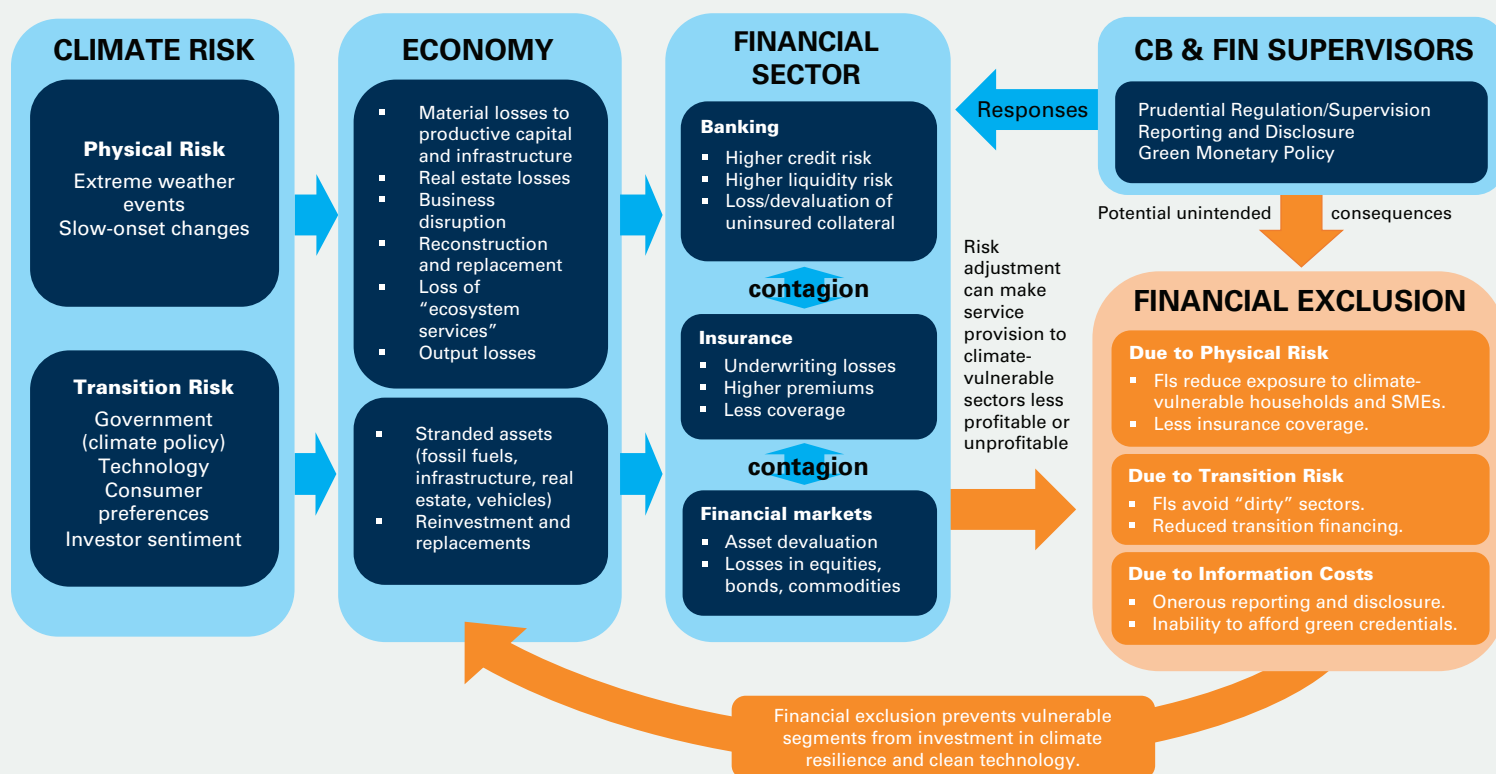 CLIMATE RISK
Physical Risk
Extreme weather
events
Slow-onset changes
Transition Risk
Government
(climate policy)
Technology
Consumer
preferences
Investor sentiment
ECONOMY
▪ Material losses to
productive capital
and infrastructure
▪ Real estate losses
▪ Business
disruption
▪ Reconstruction
and replacement
▪ Loss of
“ecosystem
services”
▪ Output losses
▪ Stranded assets
(fossil fuels,
infrastructure, real
estate, vehicles)
▪ Reinvestment and
replacements
FINANCIAL
SECTOR
Banking
▪ Higher credit risk
▪ Higher liquidity risk
▪ Loss/devaluation of
uninsured collateral
contagion
Insurance
▪ Underwriting losses
▪ Higher premiums
▪ Less coverage
contagion
Financial markets
▪ Asset devaluation
▪ Losses in equities,
bonds, commodities
Responses
CB & FIN SUPERVISORS
Prudential Regulation/Supervision
Reporting and Disclosure
Green Monetary Policy
Potential unintended consequences
Risk
adjustment
can make
service
provision to
climate-
vulnerable
sectors less
profitable or
unprofitable
FINANCIAL EXCLUSION
Due to Physical Risk
▪ FIs reduce exposure to climate-
vulnerable households and SMEs.
▪ Less insurance coverage.
Due to Transition Risk
▪ FIs avoid “dirty” sectors.
▪ Reduced transition financing.
Due to Information Costs
▪ Onerous reporting and disclosure.
▪ Inability to afford green credentials.
Financial exclusion prevents vulnerable
segments from investment in climate
resilience and clean technology.